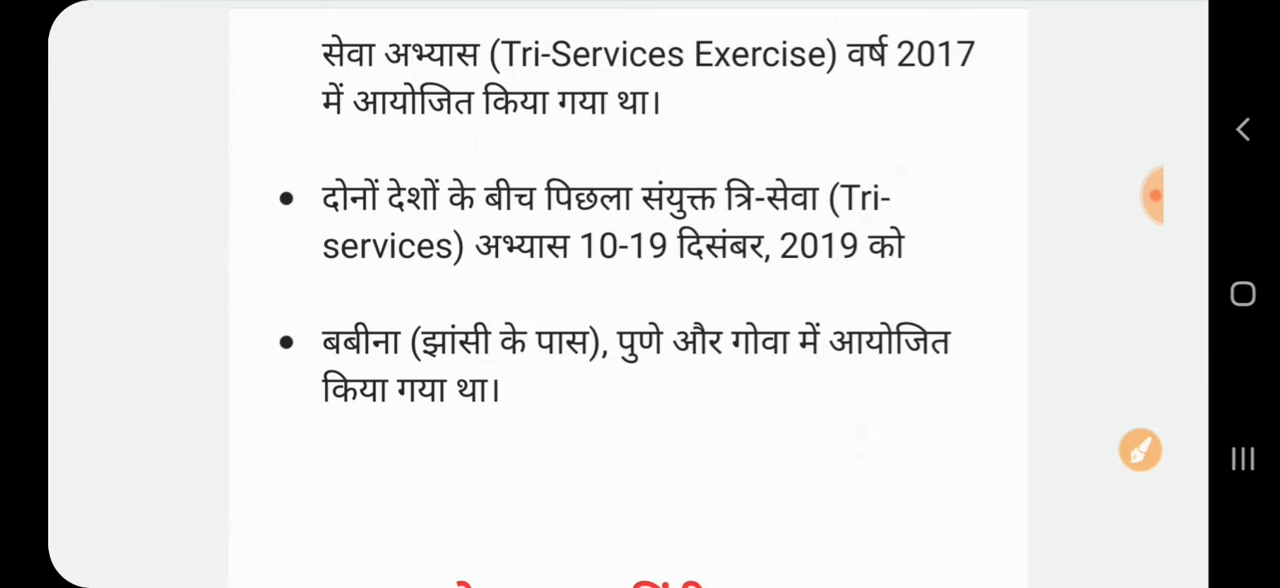 सेवा अभ्यास (Tri-Services Exercise) वर्ष 2017
में आयोजित किया गया था।
• दोनों देशों के बीच पिछला संयुक्त त्रि-सेवा (Tri-
services) अभ्यास 10-19 दिसंबर, 2019 को
• बबीना (झांसी के पास), पुणे और गोवा में आयोजित
किया गया था।